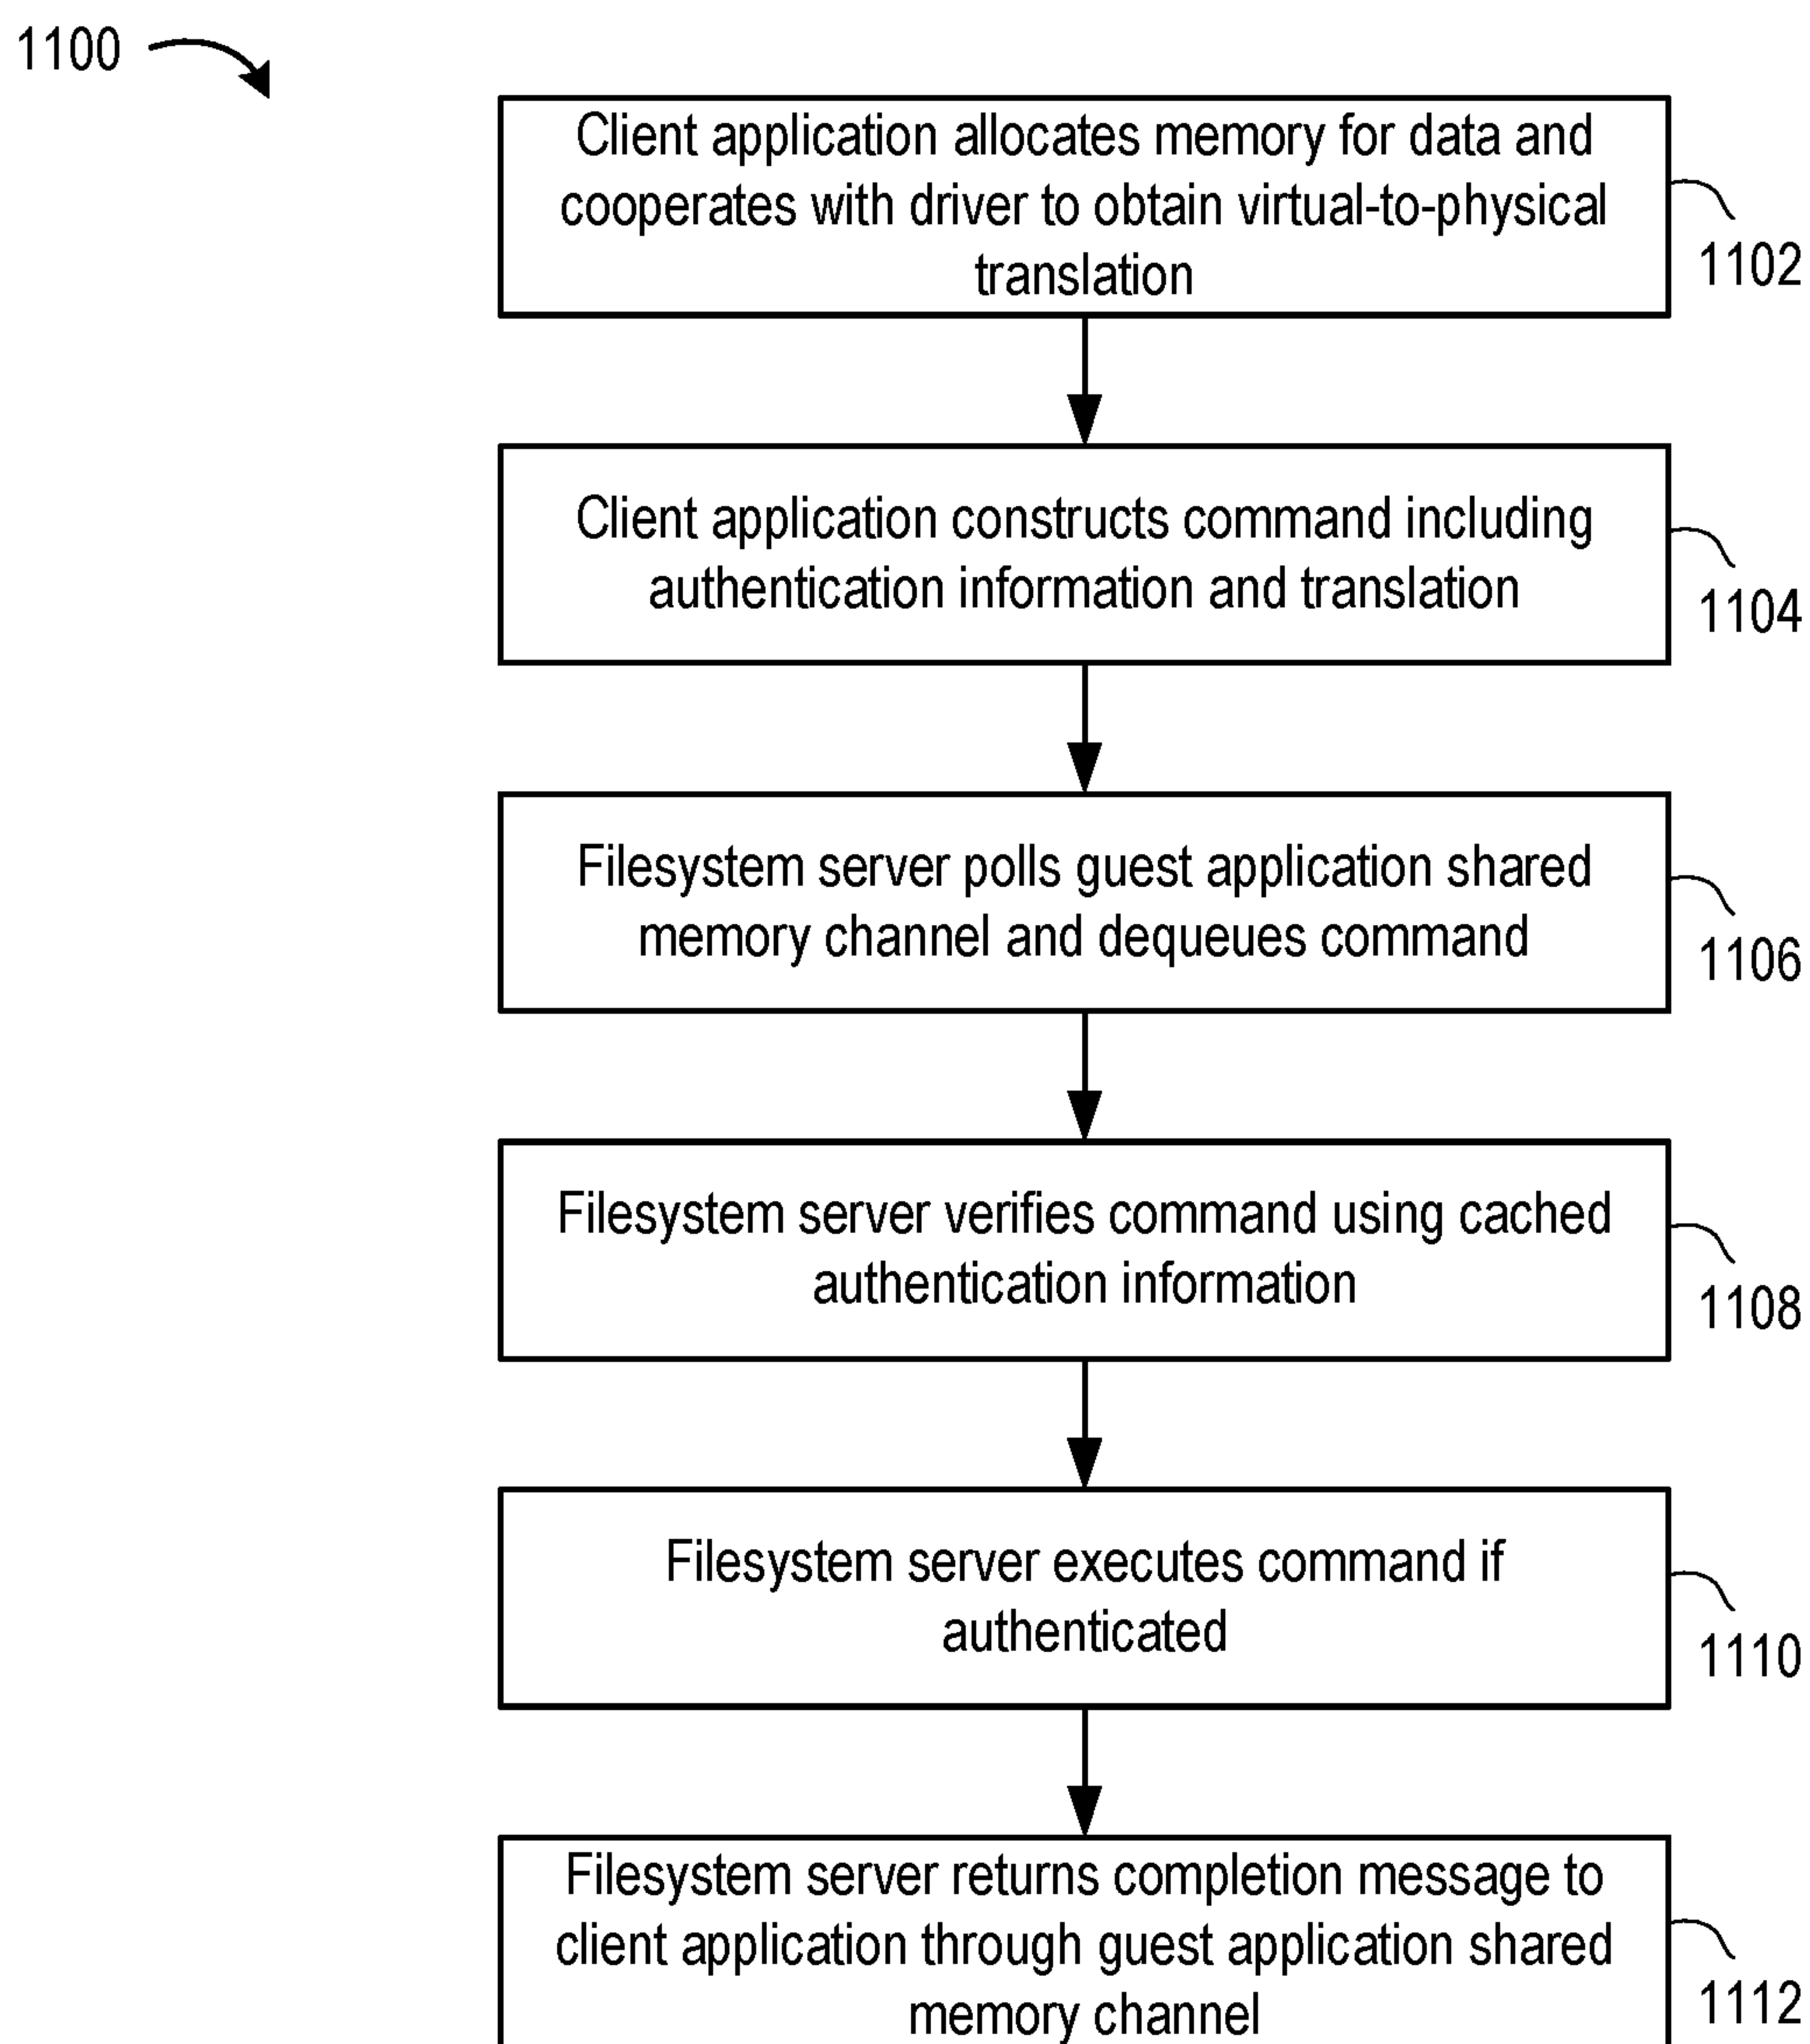 1100
Client application allocates memory for data and
cooperates with driver to obtain virtual-to-physical
translation
1102
Client application constructs command including
authentication information and translation
1104
Filesystem server polls guest application shared
memory channel and dequeues command
1106
Filesystem server verifies command using cached
authentication information
1108
Filesystem server executes command if
authenticated
1110
Filesystem server returns completion message to
client application through guest application shared
memory channel
1112